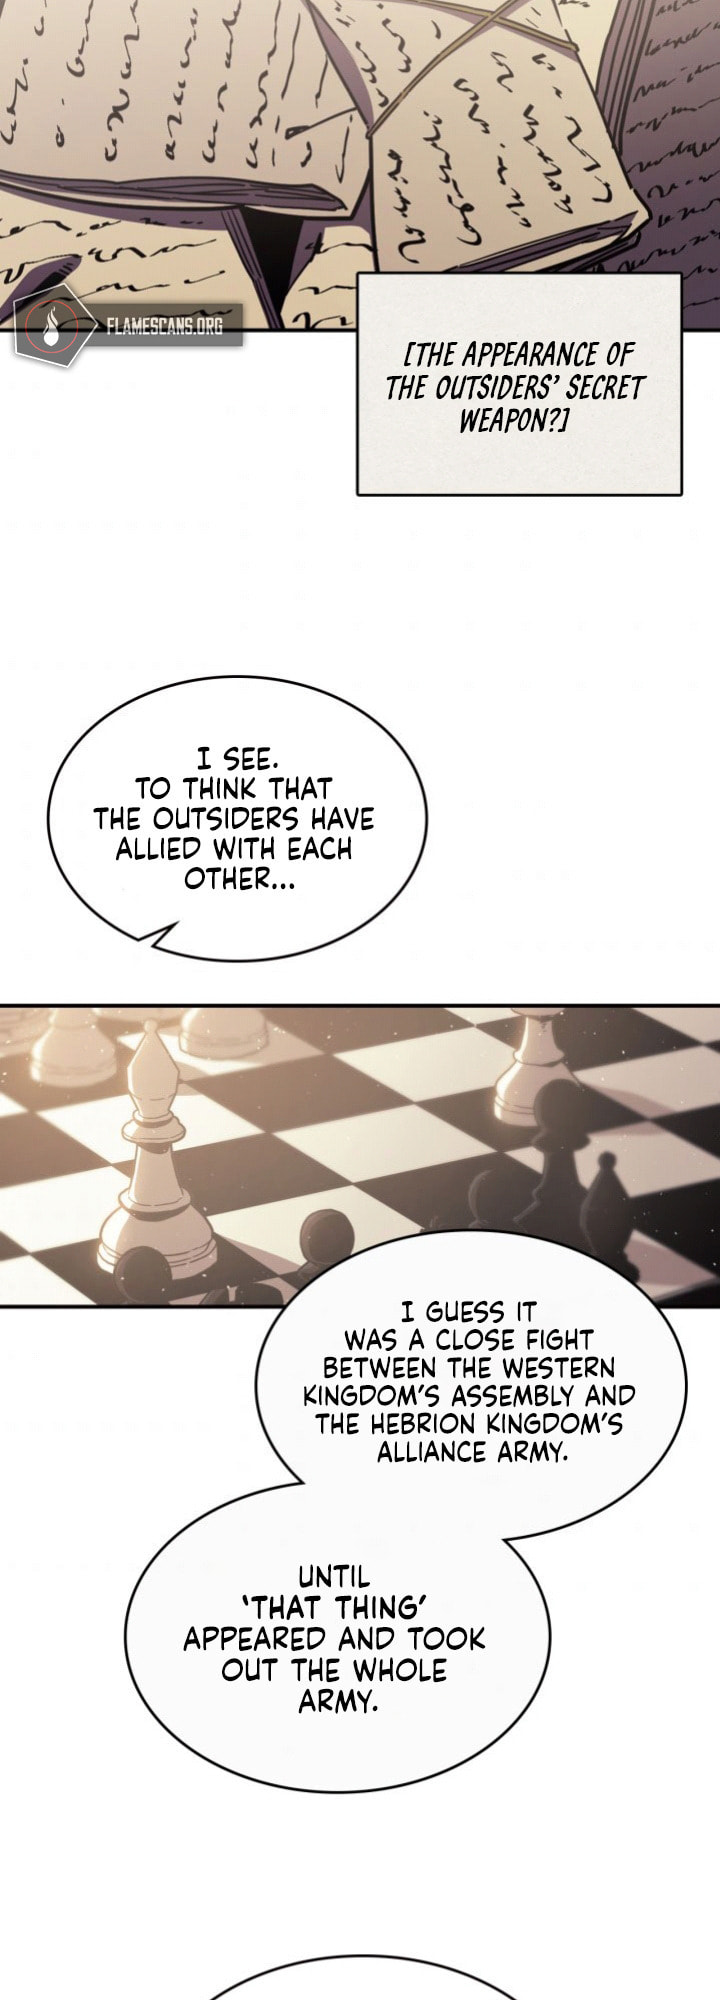 FLAMESCANS.ORG
[THE APPEARANCE OF
THE OUTSIDERS' SECRET
WEAPON?]
I SEE.
TO THINK THAT
THE OUTSIDERS HAVE
ALLIED WITH EACH
OTHER...
I GUESS IT
WAS A CLOSE FIGHT
BETWEEN THE WESTERN
KINGDOM'S ASSEMBLY AND
THE HEBRION KINGDOM'S
ALLIANCE ARMY.
UNTIL
'THAT THING'
APPEARED AND TOOK
OUT THE WHOLE
ARMY.